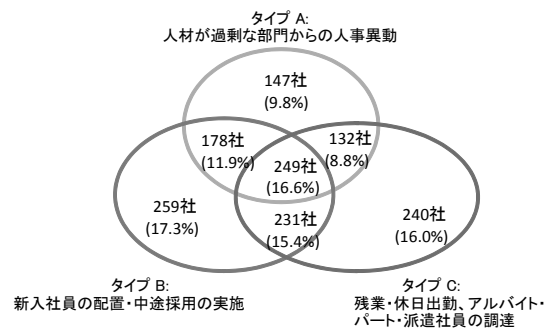 タイプ A:
人材が過剰な部門からの人事異動
147社
(9.8%)
178社
(11.9%)
132社
(8.8%)
249社
(16.6%)
259社
(17.3%)
231社
(15.4%)
240社
(16.0%)
タイプ B:
新入社員の配置・中途採用の実施
タイプ C:
残業・休日出勤、アルバイト・
パート・派遣社員の調達